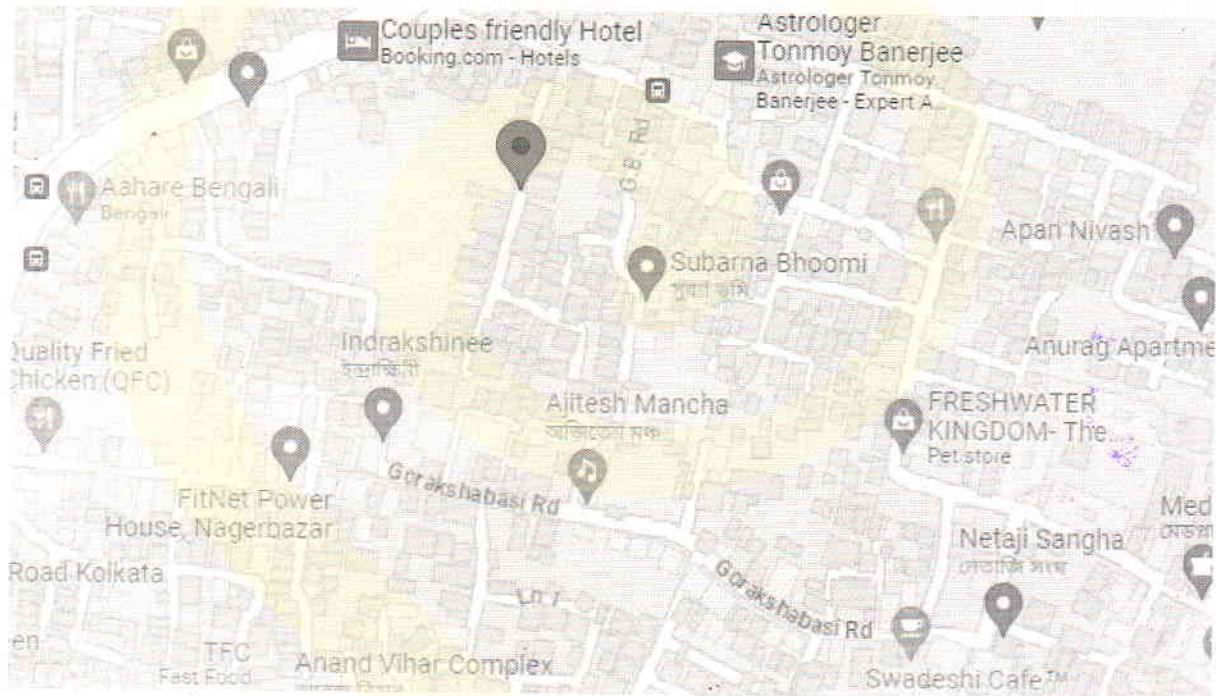 Couples friendly Hotel
Booking.com - Hotels
Astrologer
Tonmoy Banerjee
Astrologer Tonmoy
Banerjee - Expert A
G.B. Rd
Aahare Bengali
Bengali
Apan Nivash
Subarna Bhoomi
সুবর্ণ ভূমি
Quality Fried
Chicken (QFC)
Indrakshinee
ইন্দ্রাক্ষিণী
Anurag Apartme
Ajitesh Mancha
অজিতেশ মঞ্চ
FRESHWATER
KINGDOM- The...
Pet store
Gorakshabasi Rd
FitNet Power
House, Nagerbazar
Med
Netaji Sangha
নেতাজি সংঘ
Road Kolkata
Gorakshabasi Rd
Ln 1
en
TFC
Fast Food
Anand Vihar Complex
Swadeshi Cafe™